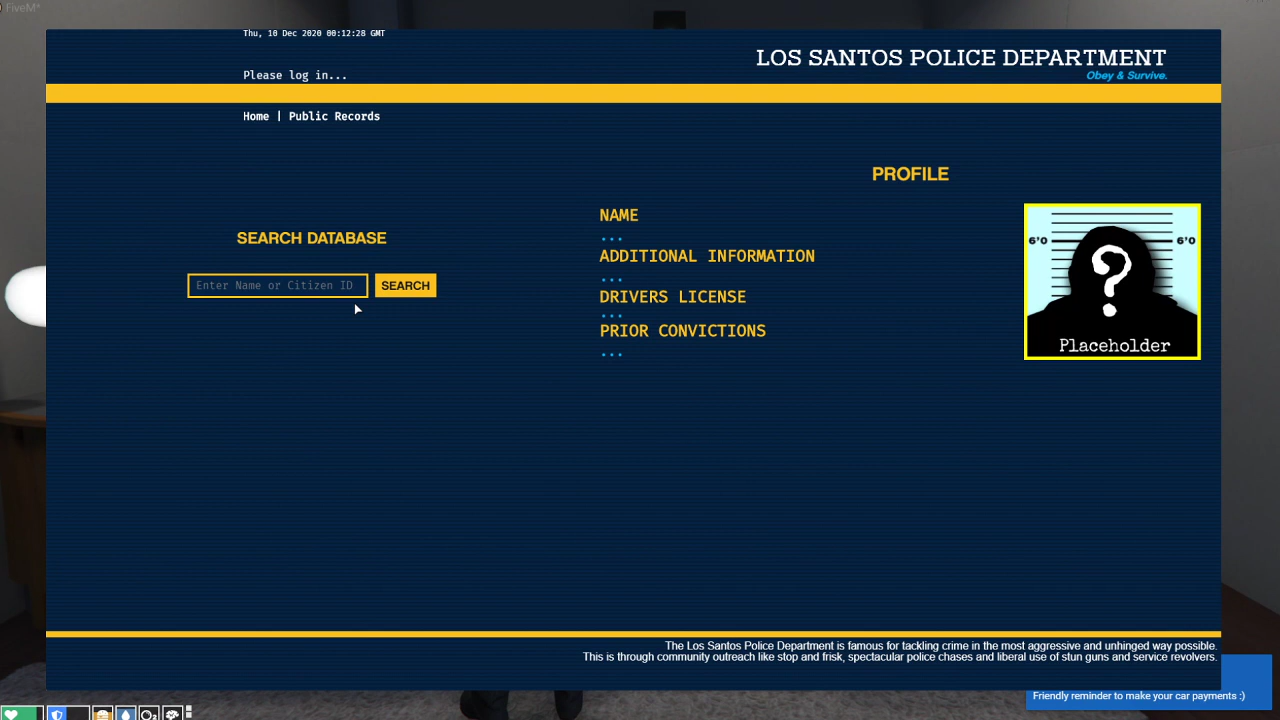 FiveM*
Thu, 10 Dec 2020 00:12:28 GMT
LOS SANTOS POLICE DEPARTMENT
Please log in...
Obey & Survive.
Home | Public Records
PROFILE
SEARCH DATABASE
Enter Name or Citizen ID
SEARCH
NAME
...
ADDITIONAL INFORMATION
...
DRIVERS LICENSE
...
PRIOR CONVICTIONS
...
6'0 6'0
?
Placeholder
The Los Santos Police Department is famous for tackling crime in the most aggressive and unhinged way possible.
This is through community outreach like stop and frisk, spectacular police chases and liberal use of stun guns and service revolvers.
Friendly reminder to make your car payments :)
O2